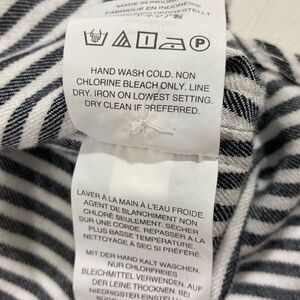 MADE IN INDONESIA
FABRIQUÉ EN INDONÉSIE
P
HAND WASH COLD. NON
CHLORINE BLEACH ONLY. LINE
DRY. IRON ON LOWEST SETTING.
DRY CLEAN IF PREFERRED.
LAVER À LA MAIN À L'EAU FROIDE.
AGENT DE BLANCHIMENT NON
CHLORÉ SEULEMENT. SÉCHER
SUR UNE CORDE. REPASSER À LA
PLUS BASSE TEMPÉRATURE.
NETTOYAGE À SEC SI PRÉFÉRÉ.
MIT DER HAND KALT WASCHEN.
NUR CHLORFREIES
BLEICHMITTEL VERWENDEN. AUF
DER LEINE TROCKNEN. BEI